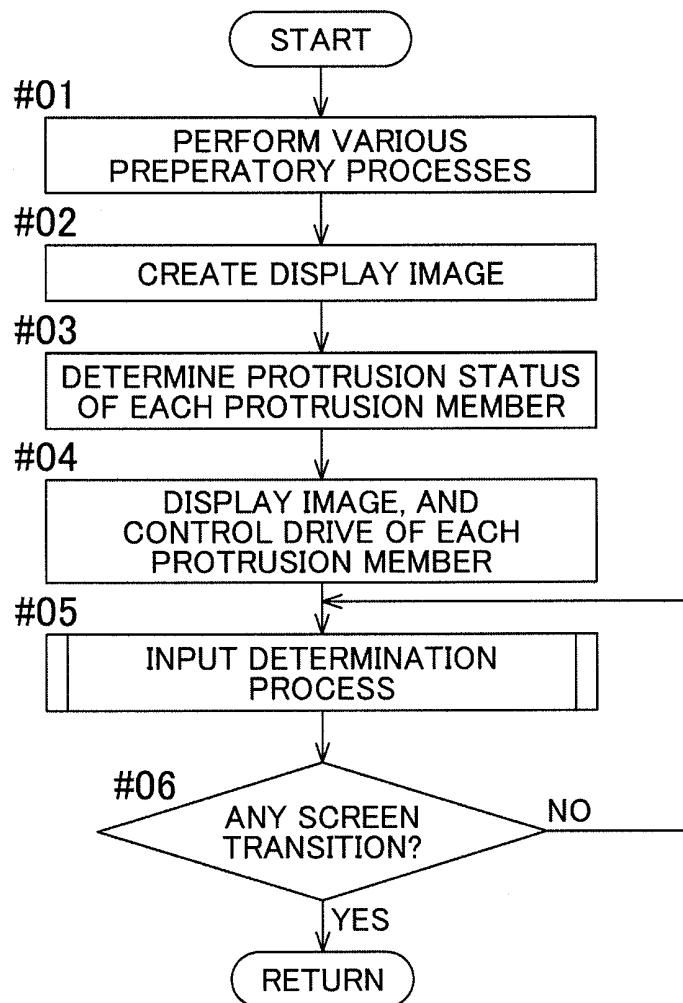 START
#01
PERFORM VARIOUS
PREPERATORY PROCESSES
#02
CREATE DISPLAY IMAGE
#03
DETERMINE PROTRUSION STATUS
OF EACH PROTRUSION MEMBER
#04
DISPLAY IMAGE, AND
CONTROL DRIVE OF EACH
PROTRUSION MEMBER
#05
INPUT DETERMINATION
PROCESS
#06
ANY SCREEN
TRANSITION?
NO
YES
RETURN